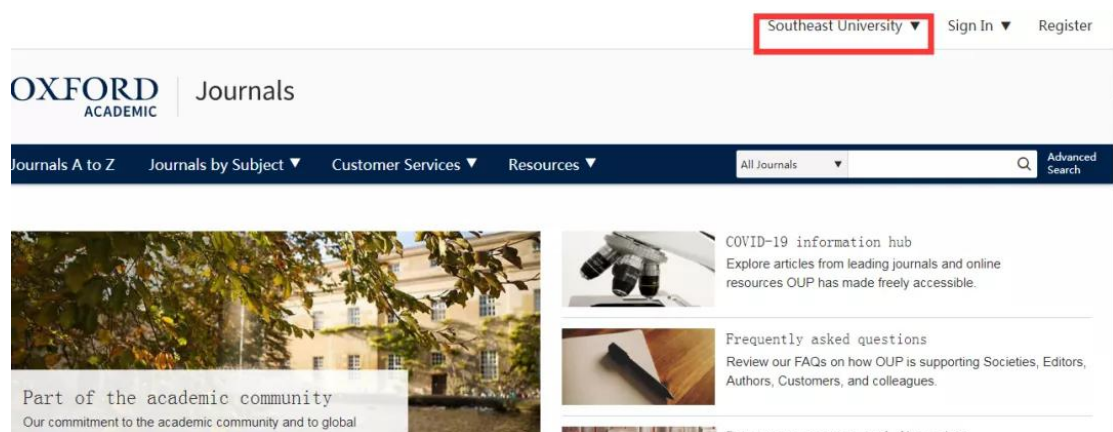 Southeast University ▼ Sign In ▼ Register
OXFORD
ACADEMIC
Journals
Journals A to Z Journals by Subject ▼ Customer Services ▼ Resources ▼ All Journals ▼
Advanced
Search
COVID-19 information hub
Explore articles from leading journals and online
resources OUP has made freely accessible.
Frequently asked questions
Review our FAQs on how OUP is supporting Societies, Editors,
Authors, Customers, and colleagues.
Part of the academic community
Our commitment to the academic community and to global